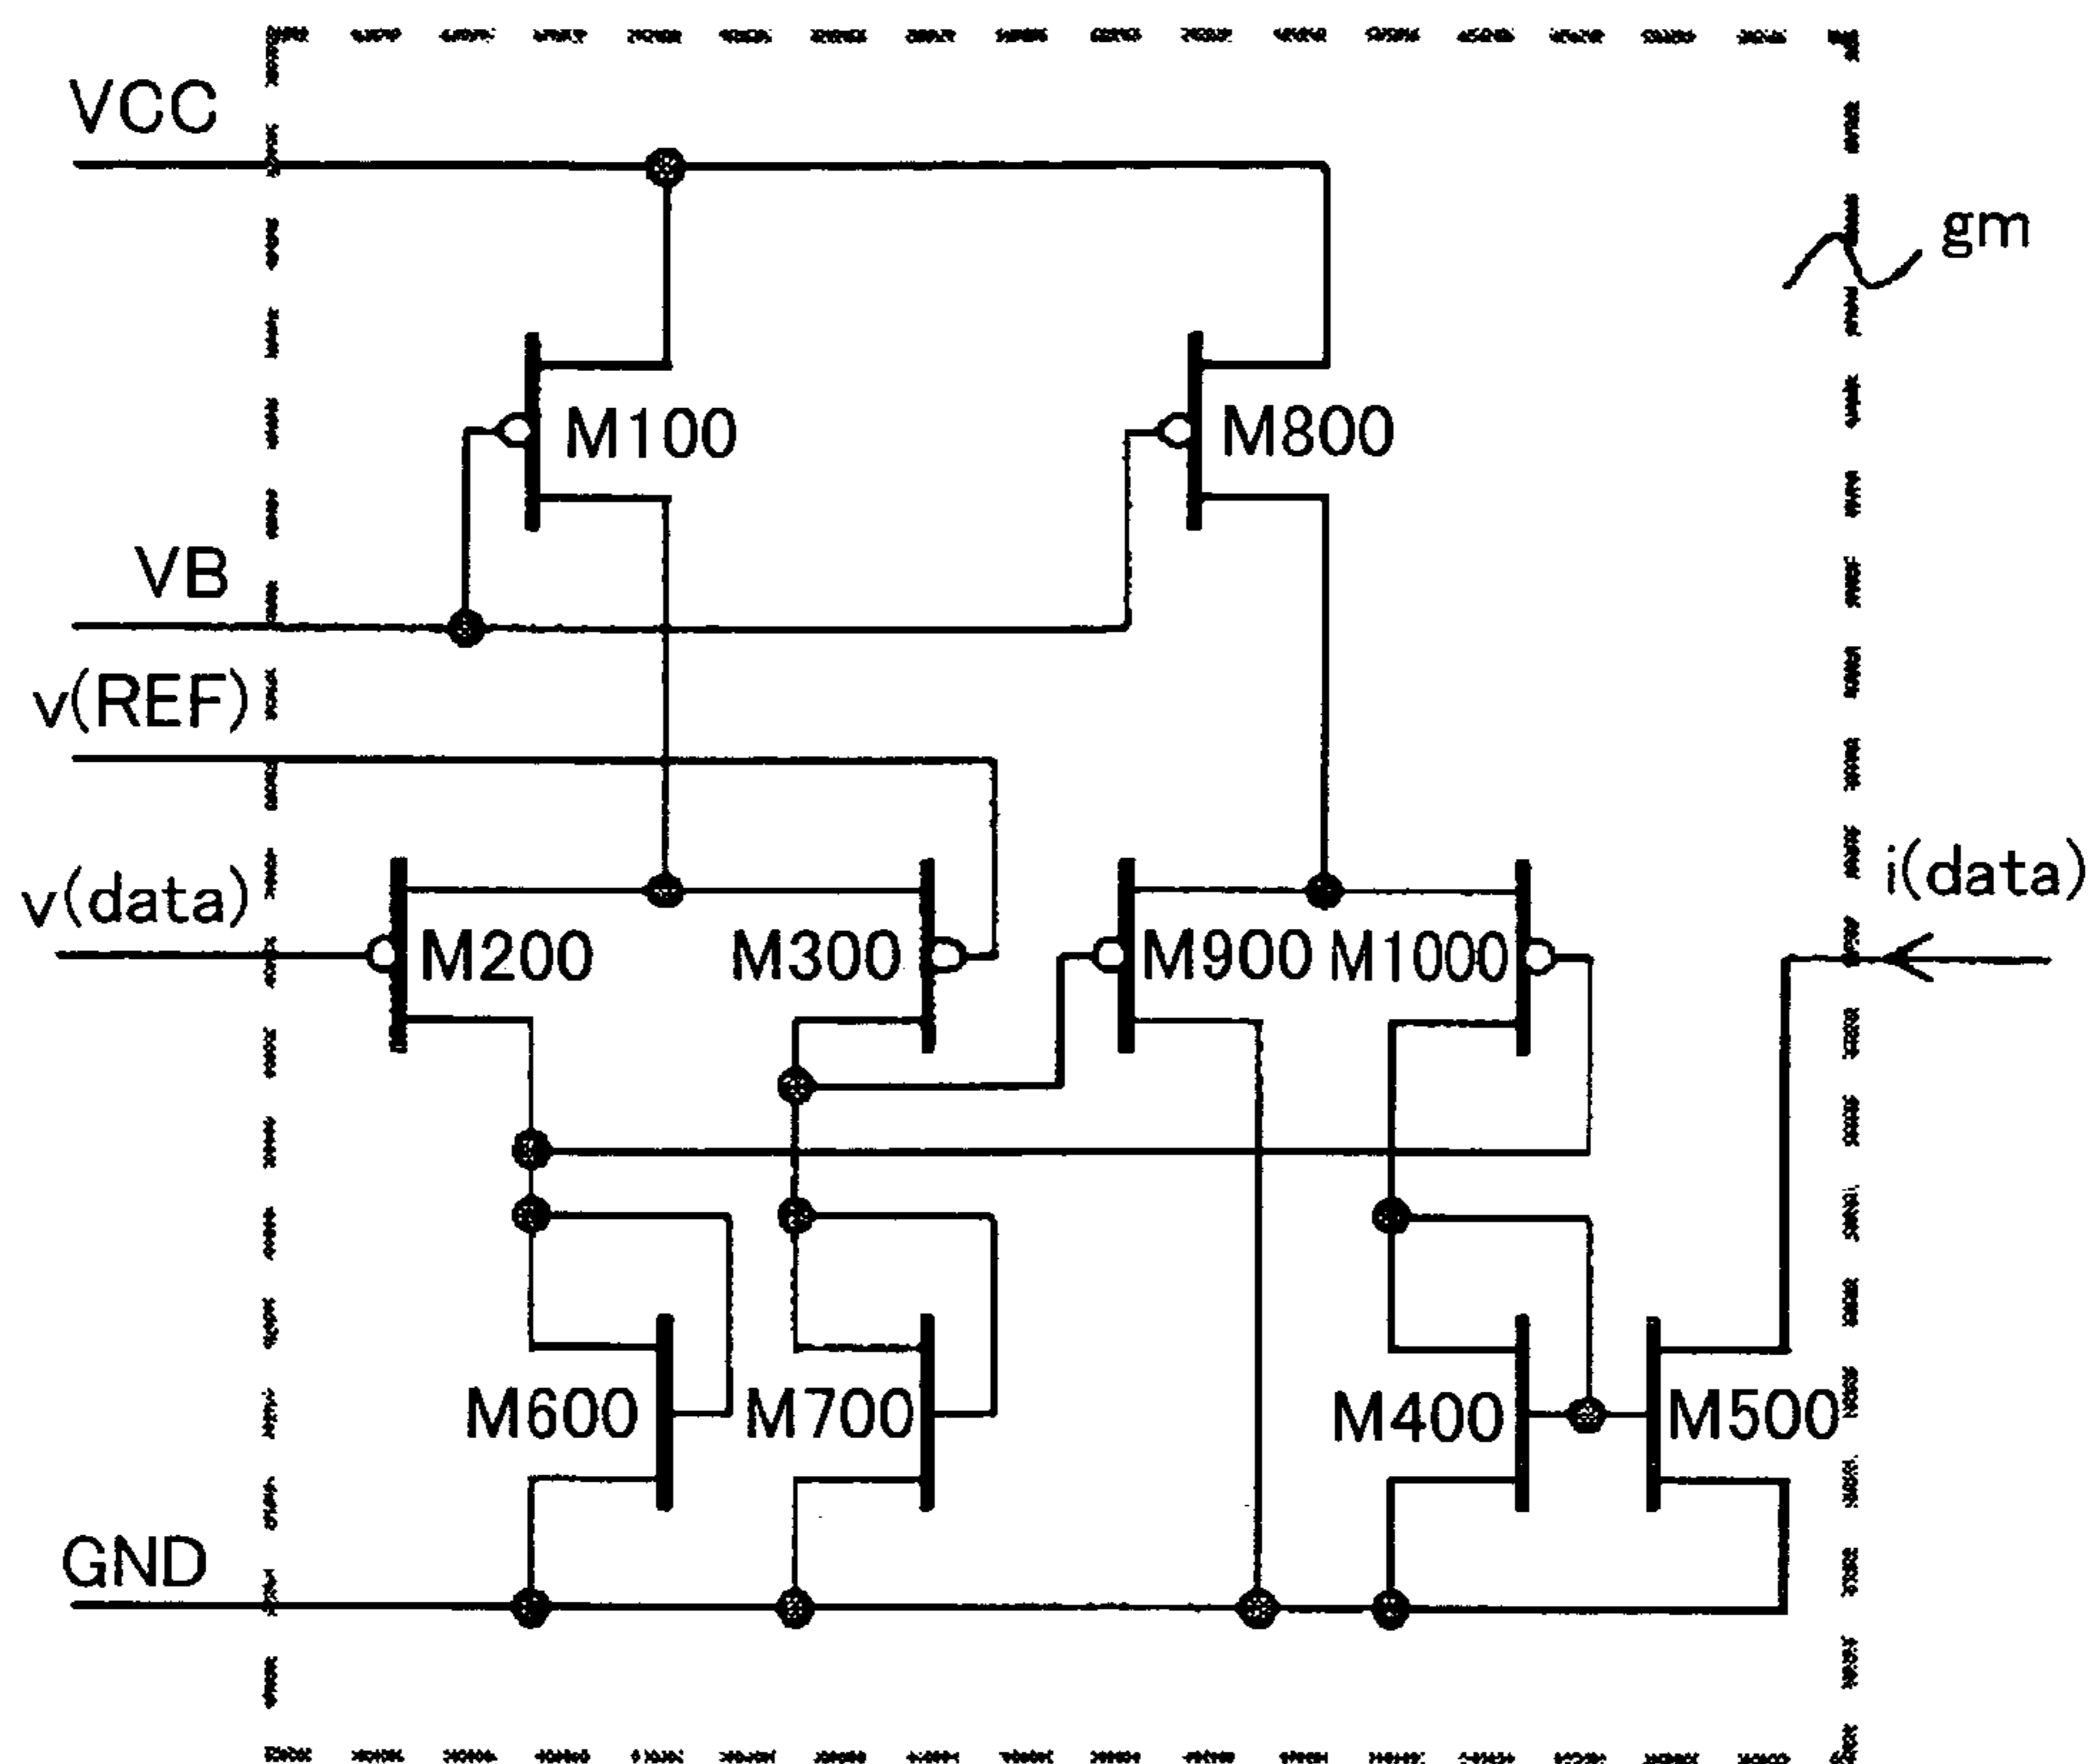 VCC
gm
M100
M800
VB
v(REF)
v(data)
i(data)
M200
M300
M900
M1000
M600
M700
M400
M500
GND